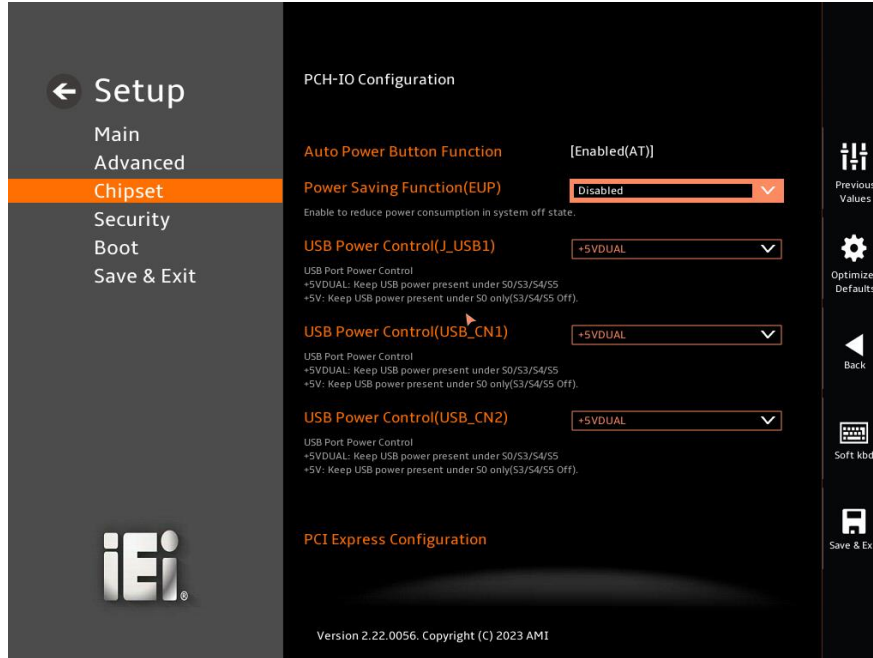 Setup
Main
Advanced
Chipset
Security
Boot
Save & Exit
iEi®
PCH-IO Configuration
Auto Power Button Function [Enabled(AT)]
Power Saving Function(EUP) Disabled
Enable to reduce power consumption in system off state.
USB Power Control(J_USB1) +5VDUAL
USB Port Power Control
+5VDUAL: Keep USB power present under S0/S3/S4/S5
+5V: Keep USB power present under S0 only(S3/S4/S5 Off).
USB Power Control(USB_CN1) +5VDUAL
USB Port Power Control
+5VDUAL: Keep USB power present under S0/S3/S4/S5
+5V: Keep USB power present under S0 only(S3/S4/S5 Off).
USB Power Control(USB_CN2) +5VDUAL
USB Port Power Control
+5VDUAL: Keep USB power present under S0/S3/S4/S5
+5V: Keep USB power present under S0 only(S3/S4/S5 Off).
PCI Express Configuration
Version 2.22.0056. Copyright (C) 2023 AMI
Previous
Values
Optimize
Defaults
Back
Soft kbd
Save & Ex